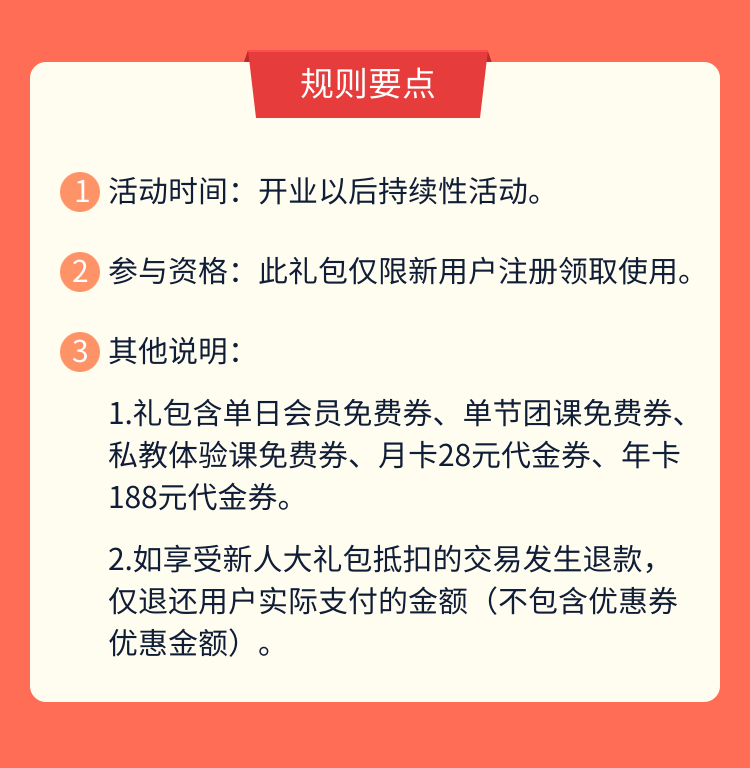 规则要点
1 活动时间：开业以后持续性活动。
2 参与资格：此礼包仅限新用户注册领取使用。
3 其他说明：
1.礼包含单日会员免费券、单节团课免费券、
私教体验课免费券、月卡28元代金券、年卡
188元代金券。
2.如享受新人大礼包抵扣的交易发生退款，
仅退还用户实际支付的金额（不包含优惠券
优惠金额）。